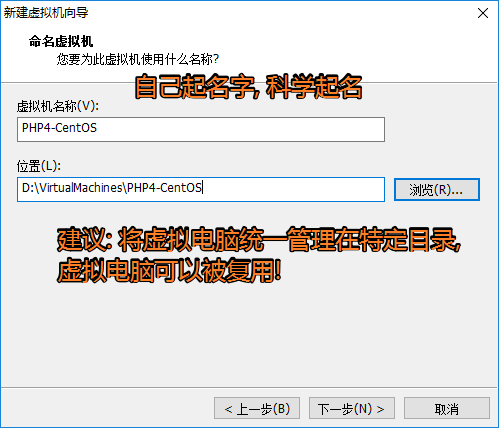 新建虚拟机向导
命名虚拟机
您要为此虚拟机使用什么名称?
自己起名字, 科学起名
虚拟机名称(V):
PHP4-CentOS
位置(L):
D:\VirtualMachines\PHP4-CentOS
浏览(R)...
建议: 将虚拟电脑统一管理在特定目录,
虚拟电脑可以被复用!
< 上一步(B)
下一步(N) >
取消